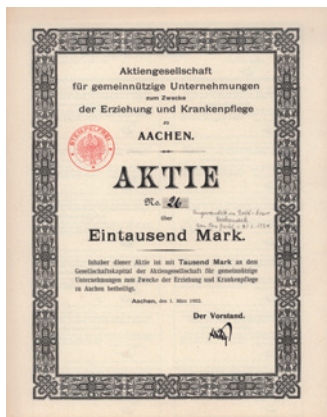 Aktiengesellschaft
für gemeinnützige Unternehmungen
zum Zwecke
der Erziehung und Krankenpflege
zu
AACHEN.
STEMPELFREI
AKTIE
No. 26
über
Eintausend Mark.
Inhaber dieser Aktie ist mit Tausend Mark an dem
Gesellschaftskapital der Aktiengesellschaft für gemeinnützige
Unternehmungen zum Zwecke der Erziehung und Krankenpflege
zu Aachen beteiligt.
Aachen, den 1. März 1902.
Der Vorstand.